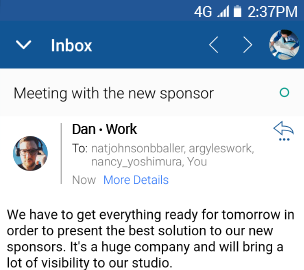 4G 2:37PM
Inbox
Meeting with the new sponsor
Dan • Work
To: natjohnsonbballer, argyleswork,
nancy_yoshimura, You
Now More Details
We have to get everything ready for tomorrow in
order to present the best solution to our new
sponsors. It's a huge company and will bring a
lot of visibility to our studio.